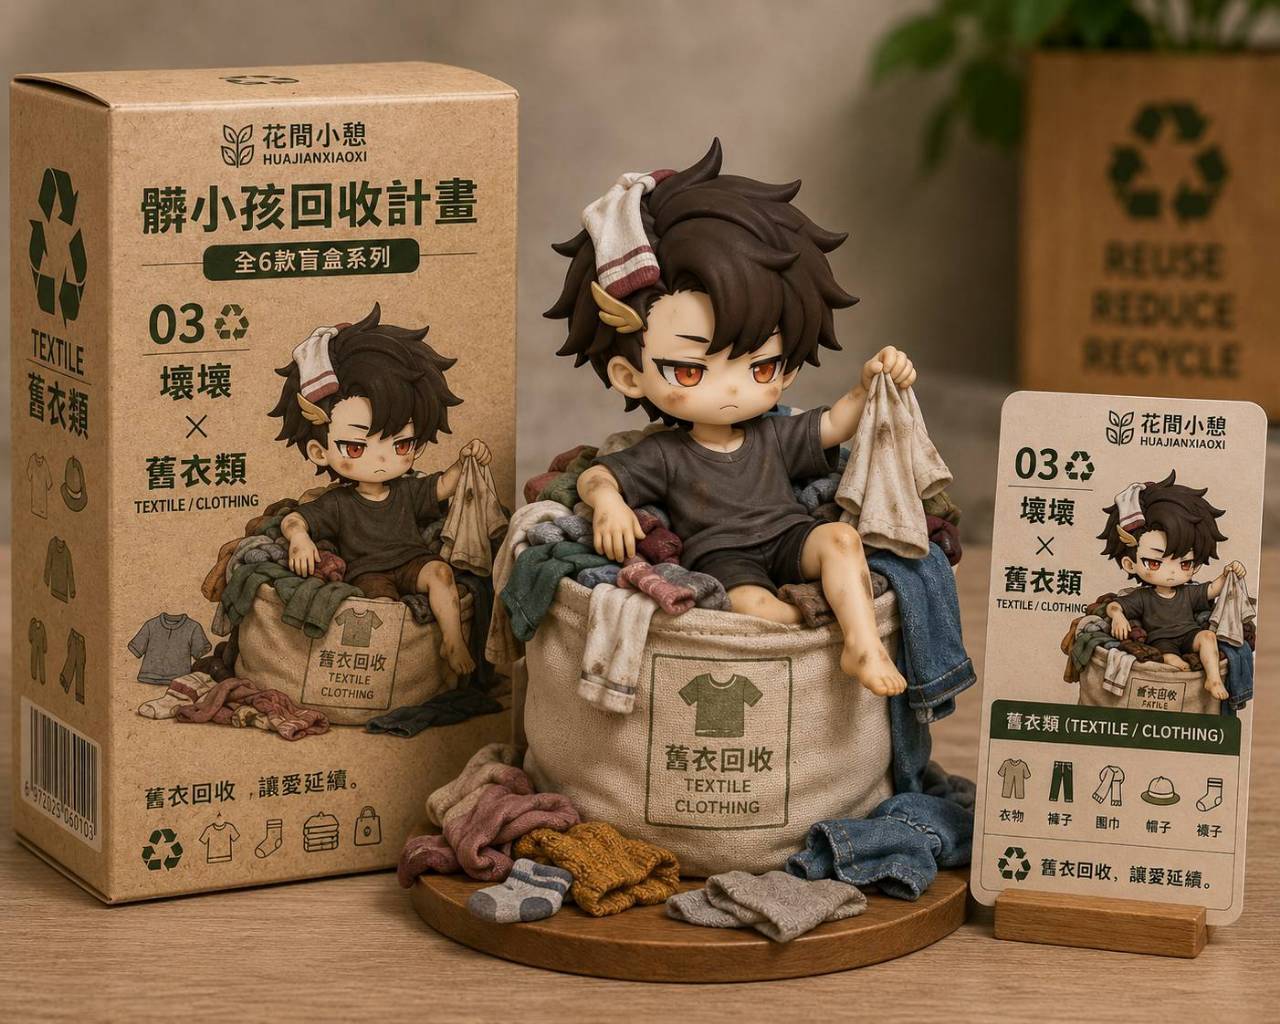 花間小憩
HUAJIANXIAOXI
髒小孩回收計畫
全6款盲盒系列
03
壞壞
×
舊衣類
TEXTILE / CLOTHING
舊衣回收
TEXTILE
CLOTHING
舊衣回收，讓愛延續。
TEXTILE
舊衣類
6 972025 060103
舊衣回收
TEXTILE
CLOTHING
REUSE
REDUCE
RECYCLE
花間小憩
HUAJIANXIAOXI
03
壞壞
×
舊衣類
TEXTILE / CLOTHING
舊衣回收
舊衣類 (TEXTILE / CLOTHING)
衣物 褲子 圍巾 帽子 襪子
舊衣回收，讓愛延續。